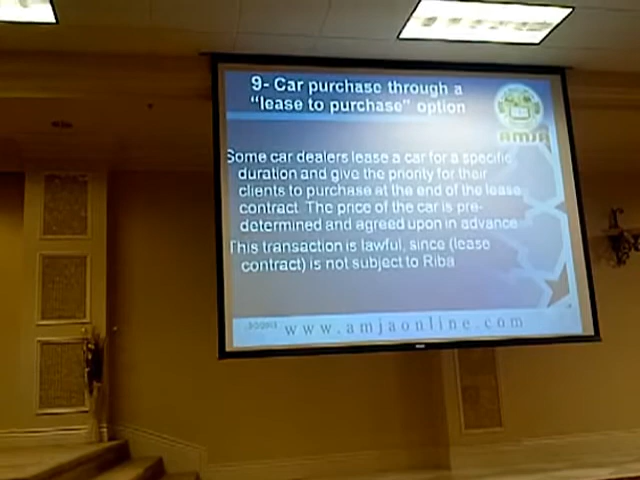 9- Car purchase through a
"lease to purchase" option
AMJA
Some car dealers lease a car for a specific
duration and give the priority for their
clients to purchase at the end of the lease
contract. The price of the car is pre-
determined and agreed upon in advance
This transaction is lawful, since (lease
contract) is not subject to Riba
www.amjaonline.com